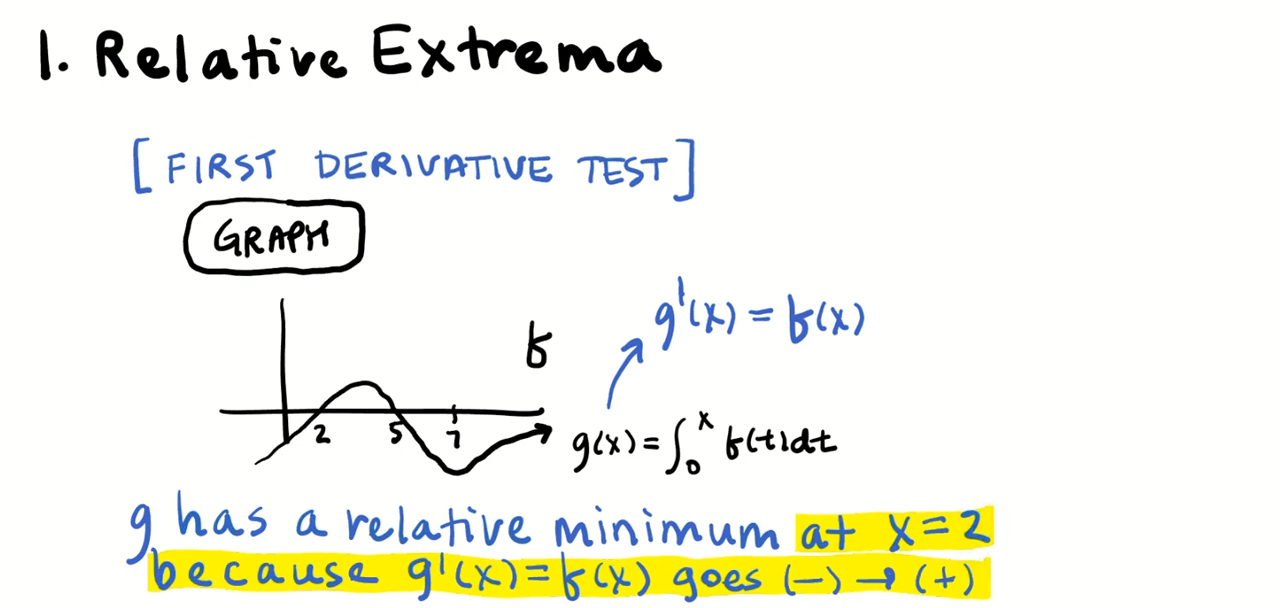 1. Relative Extrema
[FIRST DERIVATIVE TEST]
GRAPH
g'(x) = f(x)
f
2 5 7
g(x) = ∫₀ˣ f(t)dt
g has a relative minimum at x=2
because g'(x)=f(x) goes (−) → (+)